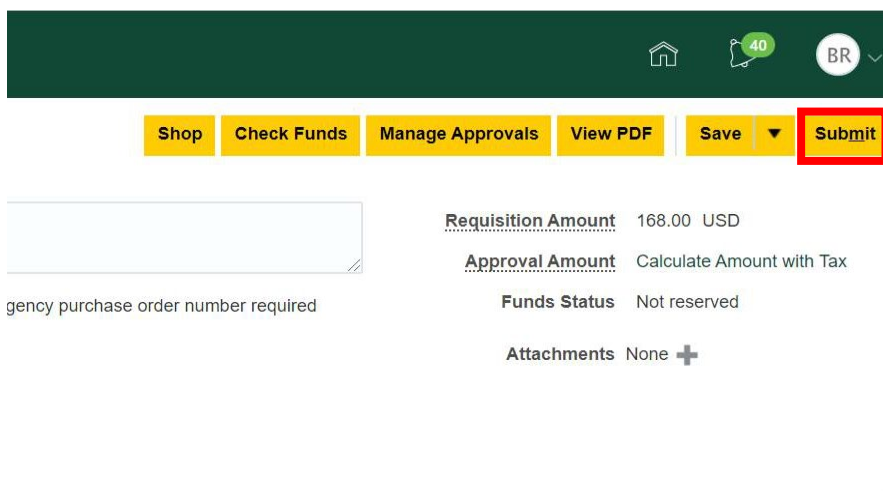 40
BR
Shop Check Funds Manage Approvals View PDF Save Submit
Requisition Amount 168.00 USD
Approval Amount Calculate Amount with Tax
gency purchase order number required Funds Status Not reserved
Attachments None